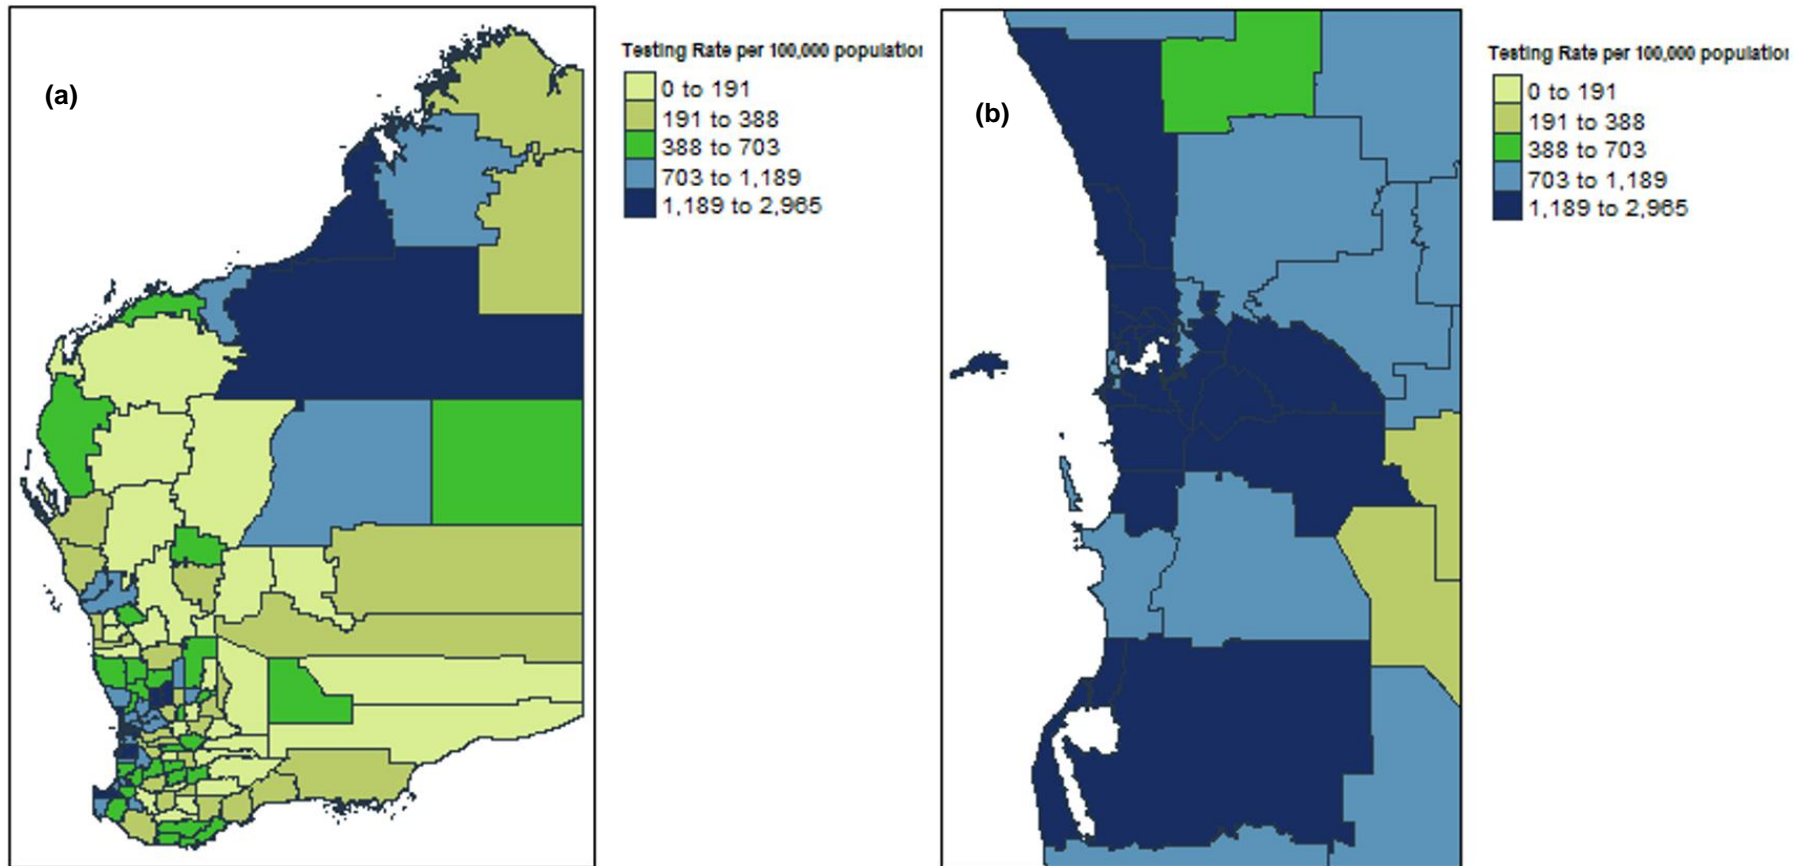 (a)
Testing Rate per 100,000 population
0 to 191
191 to 388
388 to 703
703 to 1,189
1,189 to 2,965
(b)
Testing Rate per 100,000 population
0 to 191
191 to 388
388 to 703
703 to 1,189
1,189 to 2,965